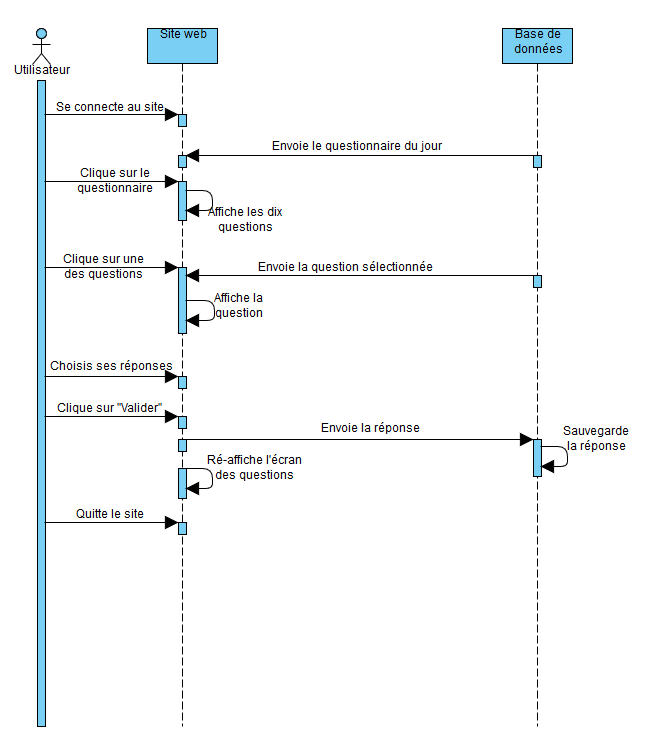 Site web
Base de
données
Utilisateur
Se connecte au site
Envoie le questionnaire du jour
Clique sur le
questionnaire
Affiche les dix
questions
Clique sur une
des questions
Envoie la question sélectionnée
Affiche la
question
Choisis ses réponses
Clique sur "Valider"
Envoie la réponse
Sauvegarde
la réponse
Ré-affiche l'écran
des questions
Quitte le site